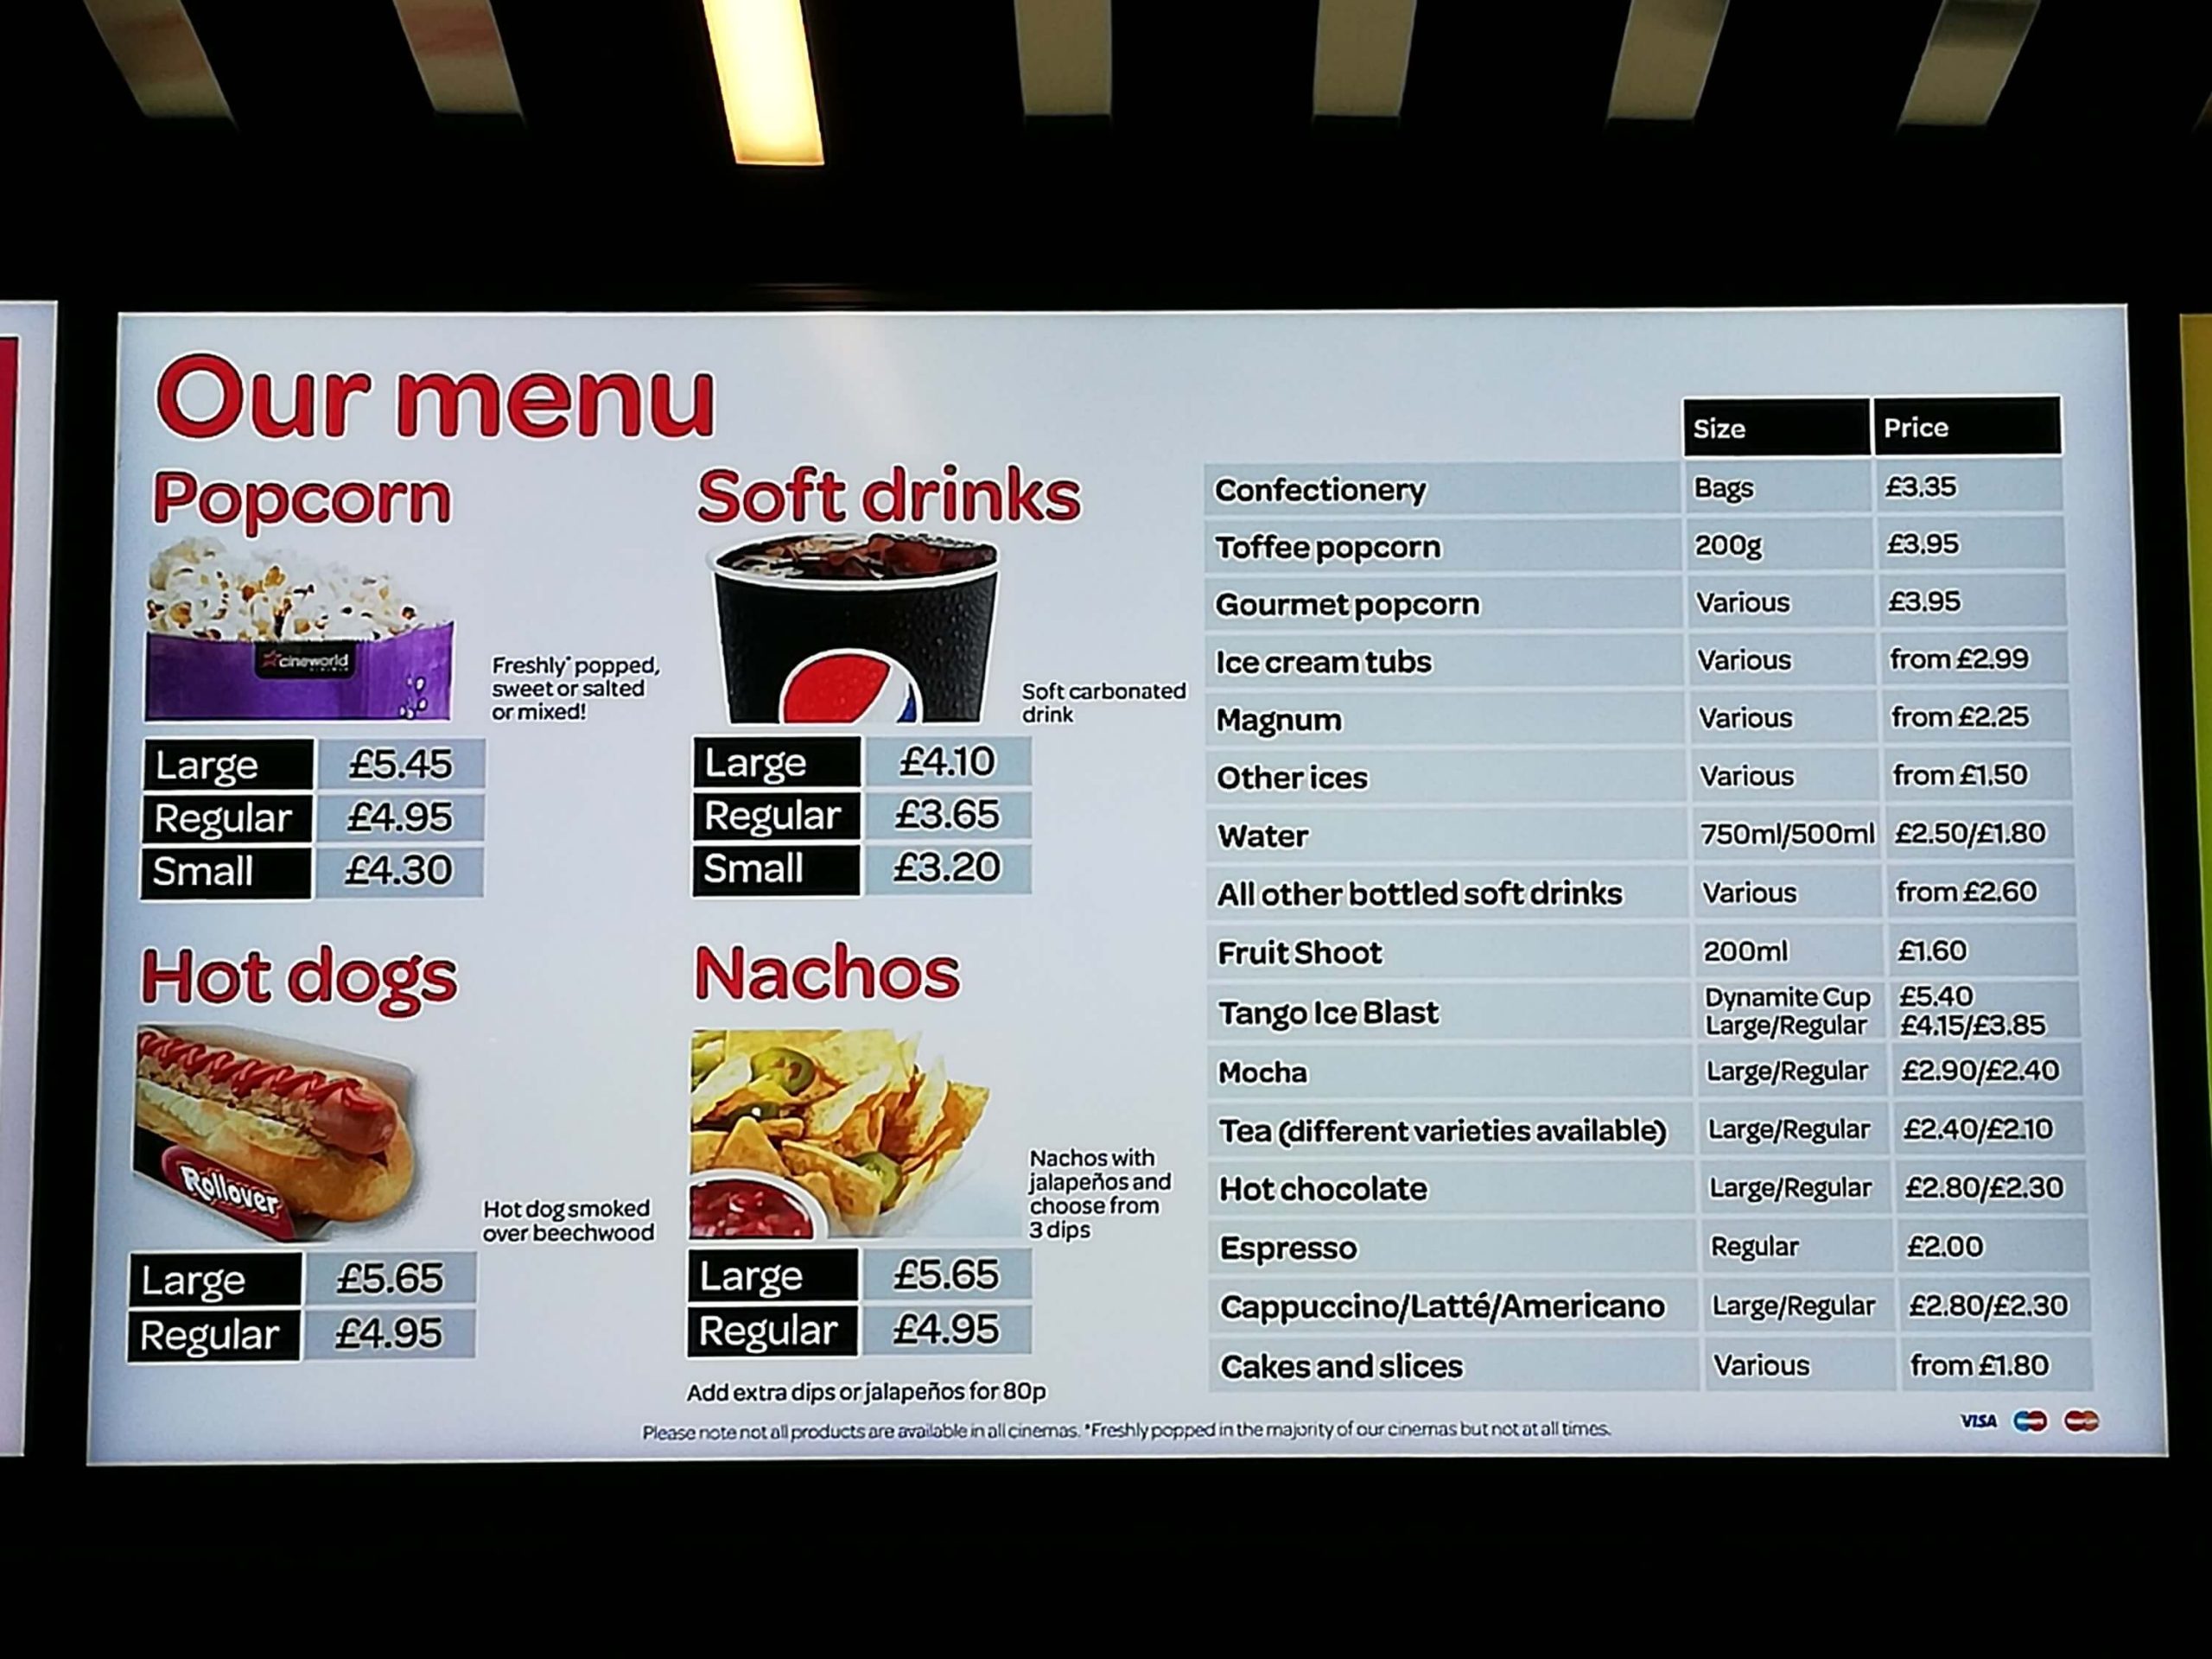 Our menu
Popcorn
cineworld
Freshly* popped,
sweet or salted
or mixed!
Large £5.45
Regular £4.95
Small £4.30
Soft drinks
Soft carbonated
drink
Large £4.10
Regular £3.65
Small £3.20
Hot dogs
Rollover
Hot dog smoked
over beechwood
Large £5.65
Regular £4.95
Nachos
Nachos with
jalapeños and
choose from
3 dips
Large £5.65
Regular £4.95
Add extra dips or jalapeños for 80p
Size Price
Confectionery Bags £3.35
Toffee popcorn 200g £3.95
Gourmet popcorn Various £3.95
Ice cream tubs Various from £2.99
Magnum Various from £2.25
Other ices Various from £1.50
Water 750ml/500ml £2.50/£1.80
All other bottled soft drinks Various from £2.60
Fruit Shoot 200ml £1.60
Tango Ice Blast Dynamite Cup £5.40
Large/Regular £4.15/£3.85
Mocha Large/Regular £2.90/£2.40
Tea (different varieties available) Large/Regular £2.40/£2.10
Hot chocolate Large/Regular £2.80/£2.30
Espresso Regular £2.00
Cappuccino/Latté/Americano Large/Regular £2.80/£2.30
Cakes and slices Various from £1.80
Please note not all products are available in all cinemas. *Freshly popped in the majority of our cinemas but not at all times.
VISA